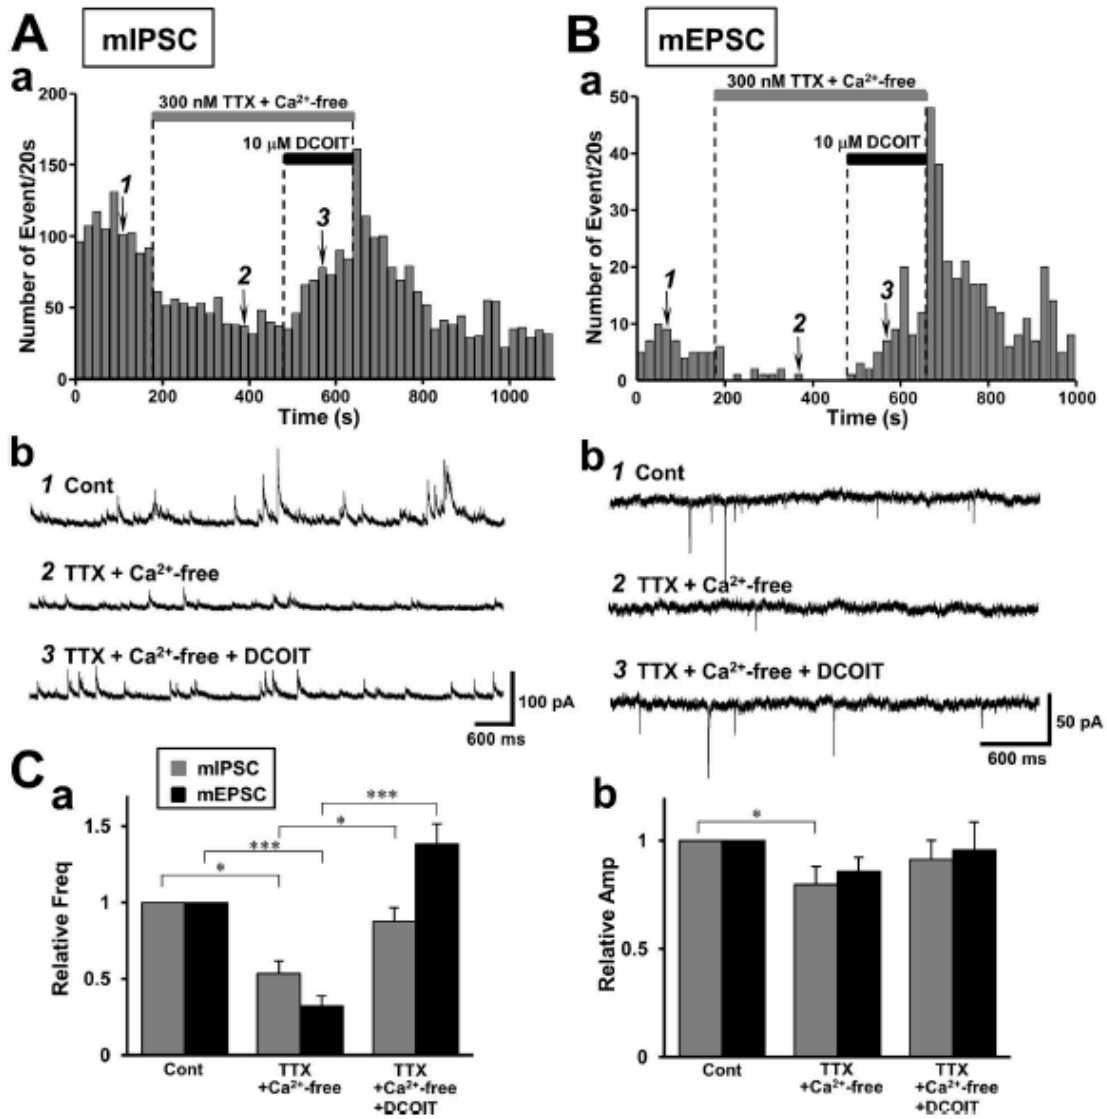 A
mIPSC
a
Number of Event/20s
200
150
100
50
0
300 nM TTX + Ca²⁺-free
10 μM DCOIT
1
2
3
0 200 400 600 800 1000
Time (s)
b
1 Cont
2 TTX + Ca²⁺-free
3 TTX + Ca²⁺-free + DCOIT
100 pA
600 ms
B
mEPSC
a
Number of Event/20s
50
40
30
20
10
0
300 nM TTX + Ca²⁺-free
10 μM DCOIT
1
2
3
0 200 400 600 800 1000
Time (s)
b
1 Cont
2 TTX + Ca²⁺-free
3 TTX + Ca²⁺-free + DCOIT
50 pA
600 ms
C
mIPSC
mEPSC
a
Relative Freq
1.5
1
0.5
0
***
*
***
*
Cont
TTX
+Ca²⁺-free
TTX
+Ca²⁺-free
+DCOIT
b
Relative Amp
1
0.5
0
*
Cont
TTX
+Ca²⁺-free
TTX
+Ca²⁺-free
+DCOIT